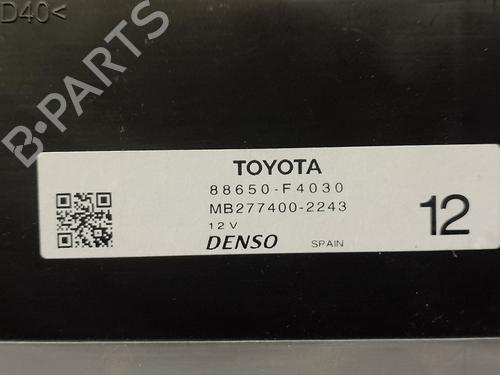 D40<
B-PARTS
TOYOTA
88650-F4030
MB277400-2243
12V
DENSO
SPAIN
12